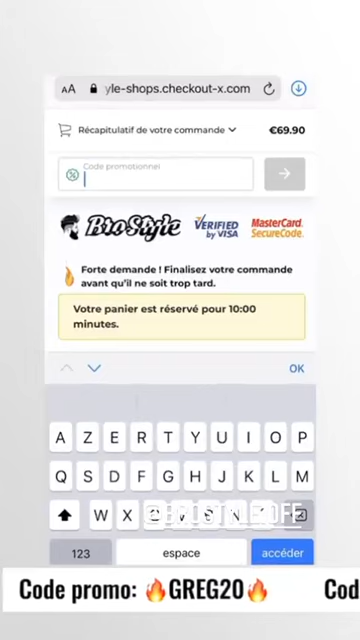 AA yle-shops.checkout-x.com
Récapitulatif de votre commande €69.90
Code promotionnel
BroStyle
VERIFIED
by VISA
MasterCard.
SecureCode.
Forte demande ! Finalisez votre commande
avant qu’il ne soit trop tard.
Votre panier est réservé pour 10:00
minutes.
OK
A Z E R T Y U I O P
Q S D F G H J K L M
W X
123 espace accéder
Code promo: 🔥GREG20🔥 Cod